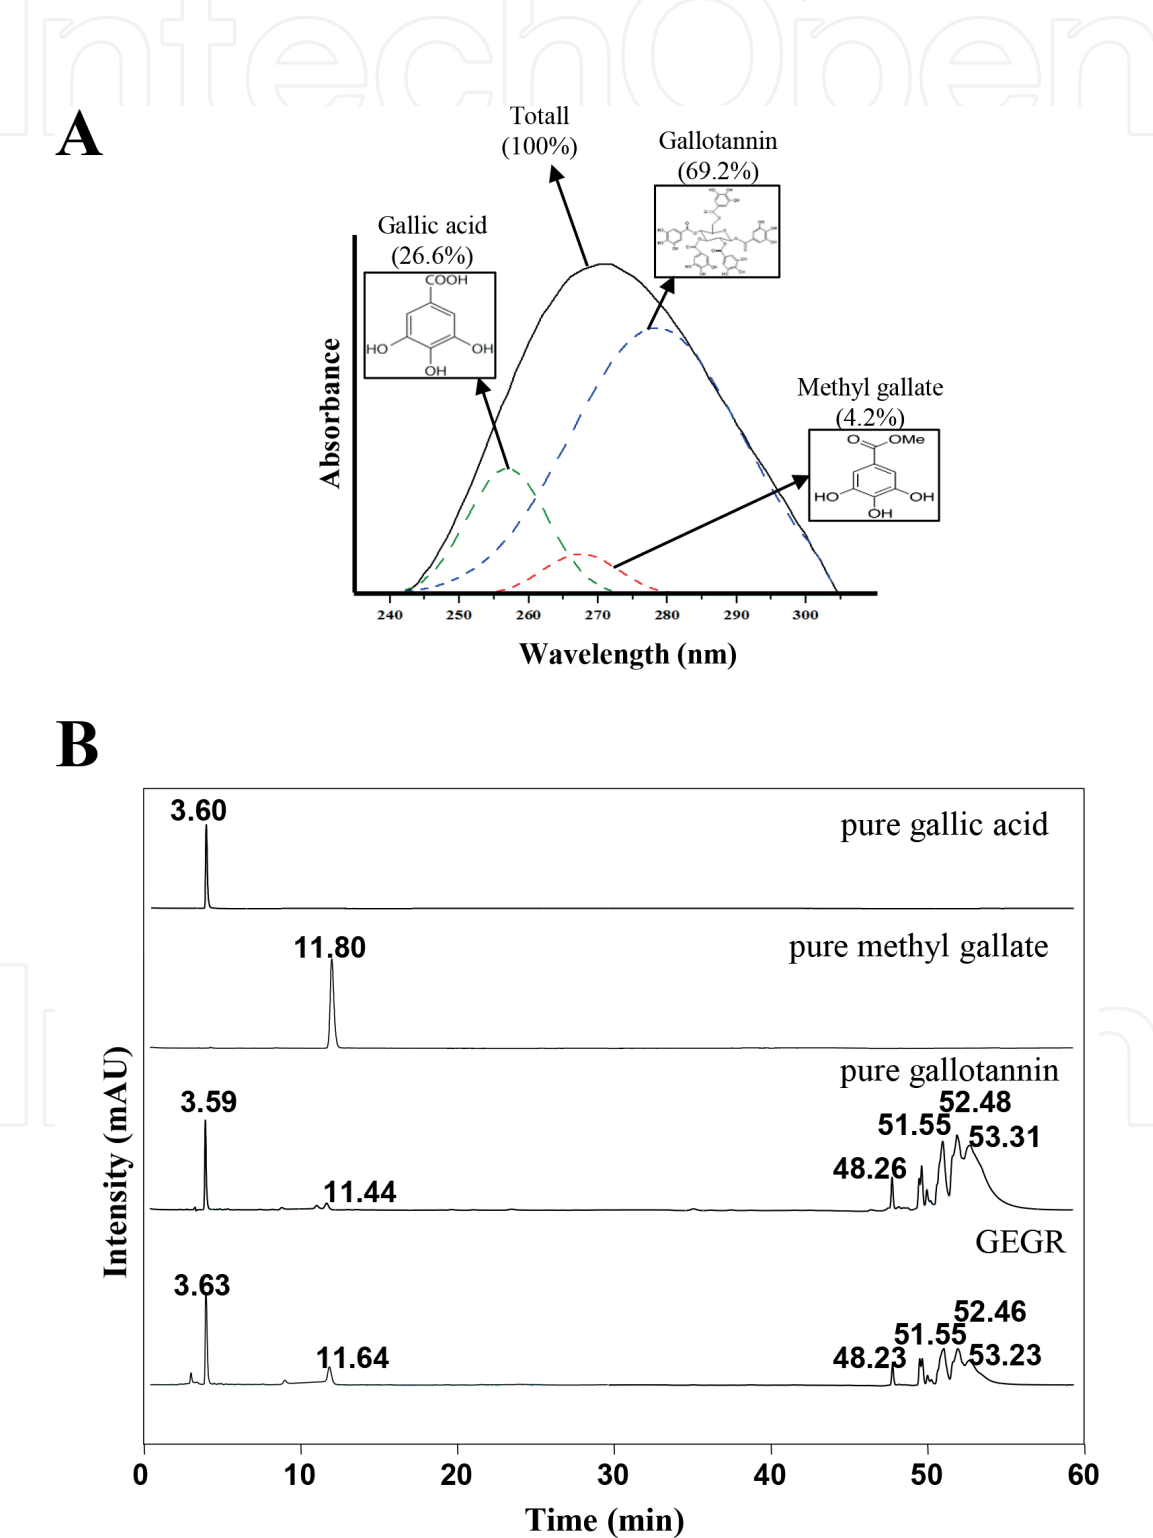 IntechOpen
A
Totall
(100%)
Gallotannin
(69.2%)
Gallic acid
(26.6%)
COOH
HO
OH
OH
Methyl gallate
(4.2%)
O
OMe
HO
OH
OH
Absorbance
240 250 260 270 280 290 300
Wavelength (nm)
B
3.60
pure gallic acid
11.80
pure methyl gallate
pure gallotannin
3.59
11.44
48.26
51.55
52.48
53.31
GEGR
3.63
11.64
48.23
51.55
52.46
53.23
Intensity (mAU)
0 10 20 30 40 50 60
Time (min)